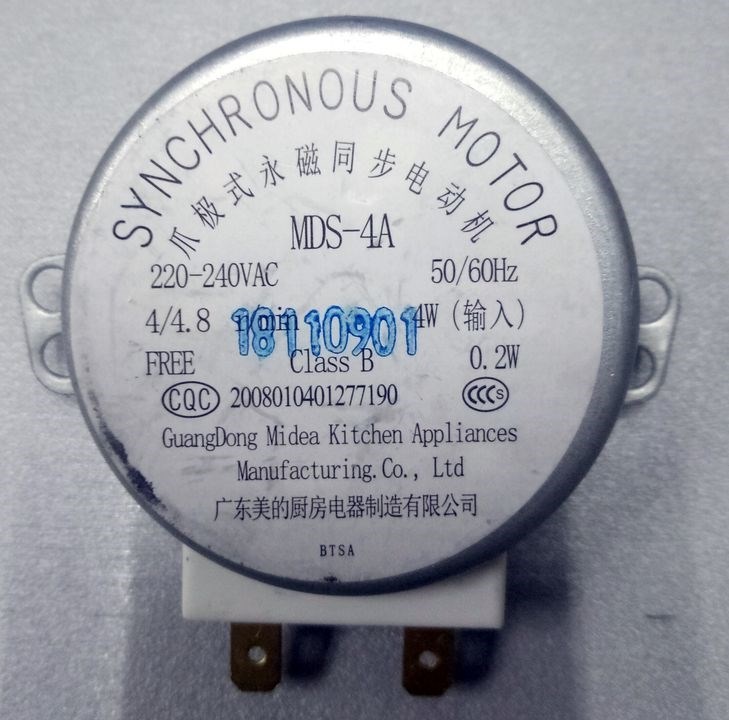 SYNCHRONOUS MOTOR
爪极式永磁同步电动机
MDS-4A
220-240VAC 50/60Hz
4/4.8 r/min 4W (输入)
18110901
FREE Class B 0.2W
CQC 2008010401277190 CCC S
GuangDong Midea Kitchen Appliances
Manufacturing.Co., Ltd
广东美的厨房电器制造有限公司
BTSA